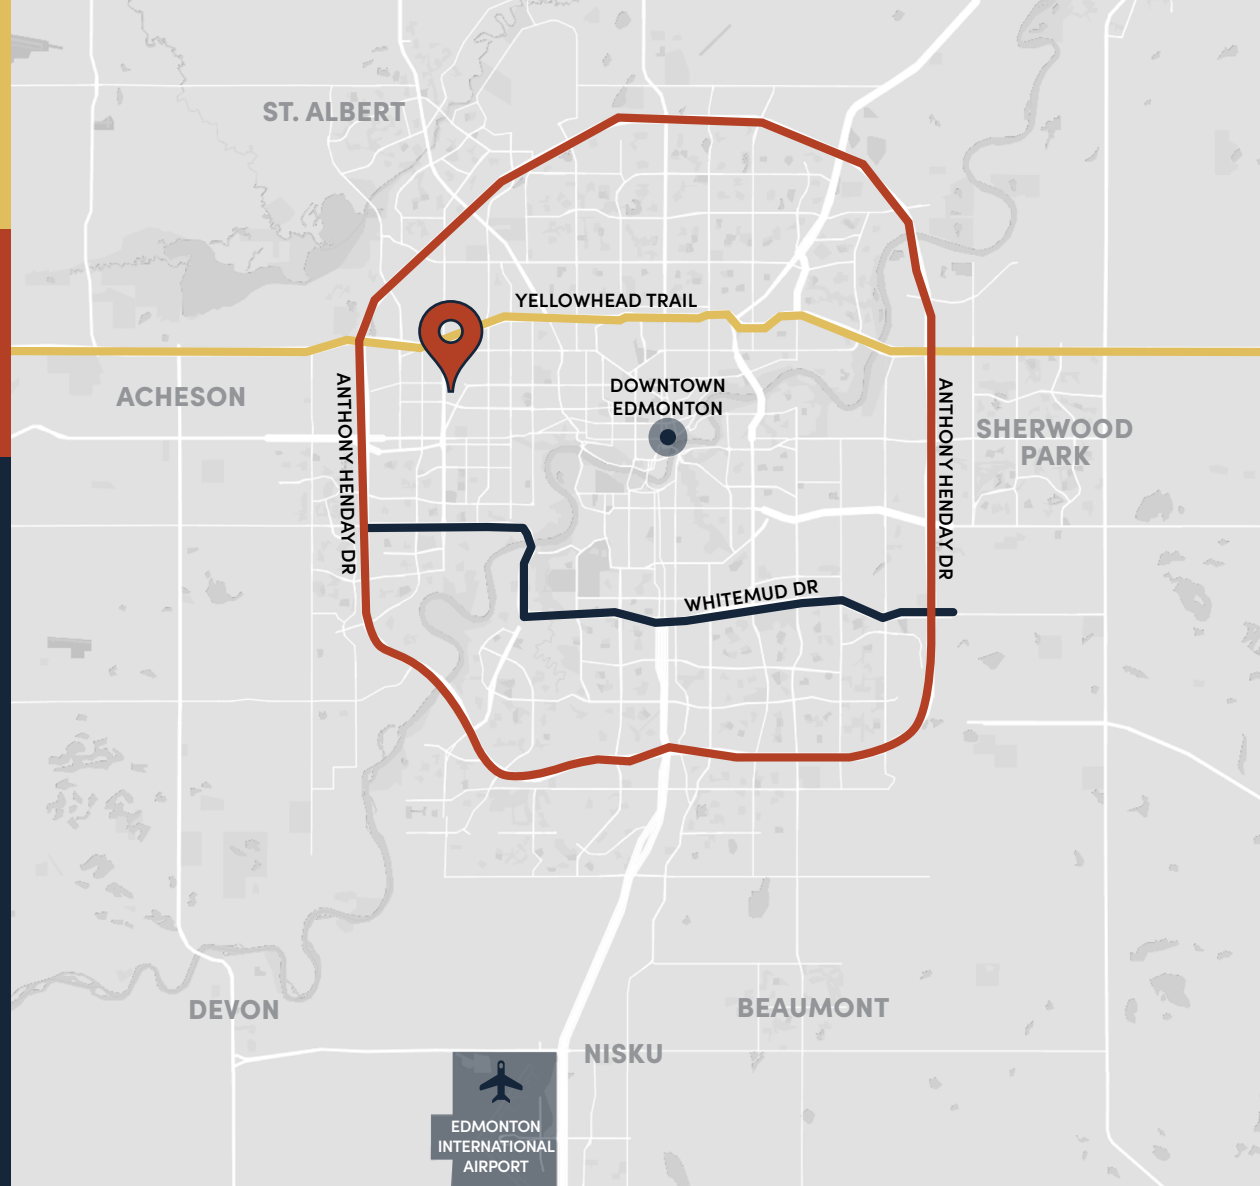 ST. ALBERT
YELLOWHEAD TRAIL
DOWNTOWN
EDMONTON
ACHESON
ANTHONY HENDAY DR
ANTHONY HENDAY DR
SHERWOOD
PARK
WHITEMUD DR
DEVON
BEAUMONT
NISKU
EDMONTON
INTERNATIONAL
AIRPORT